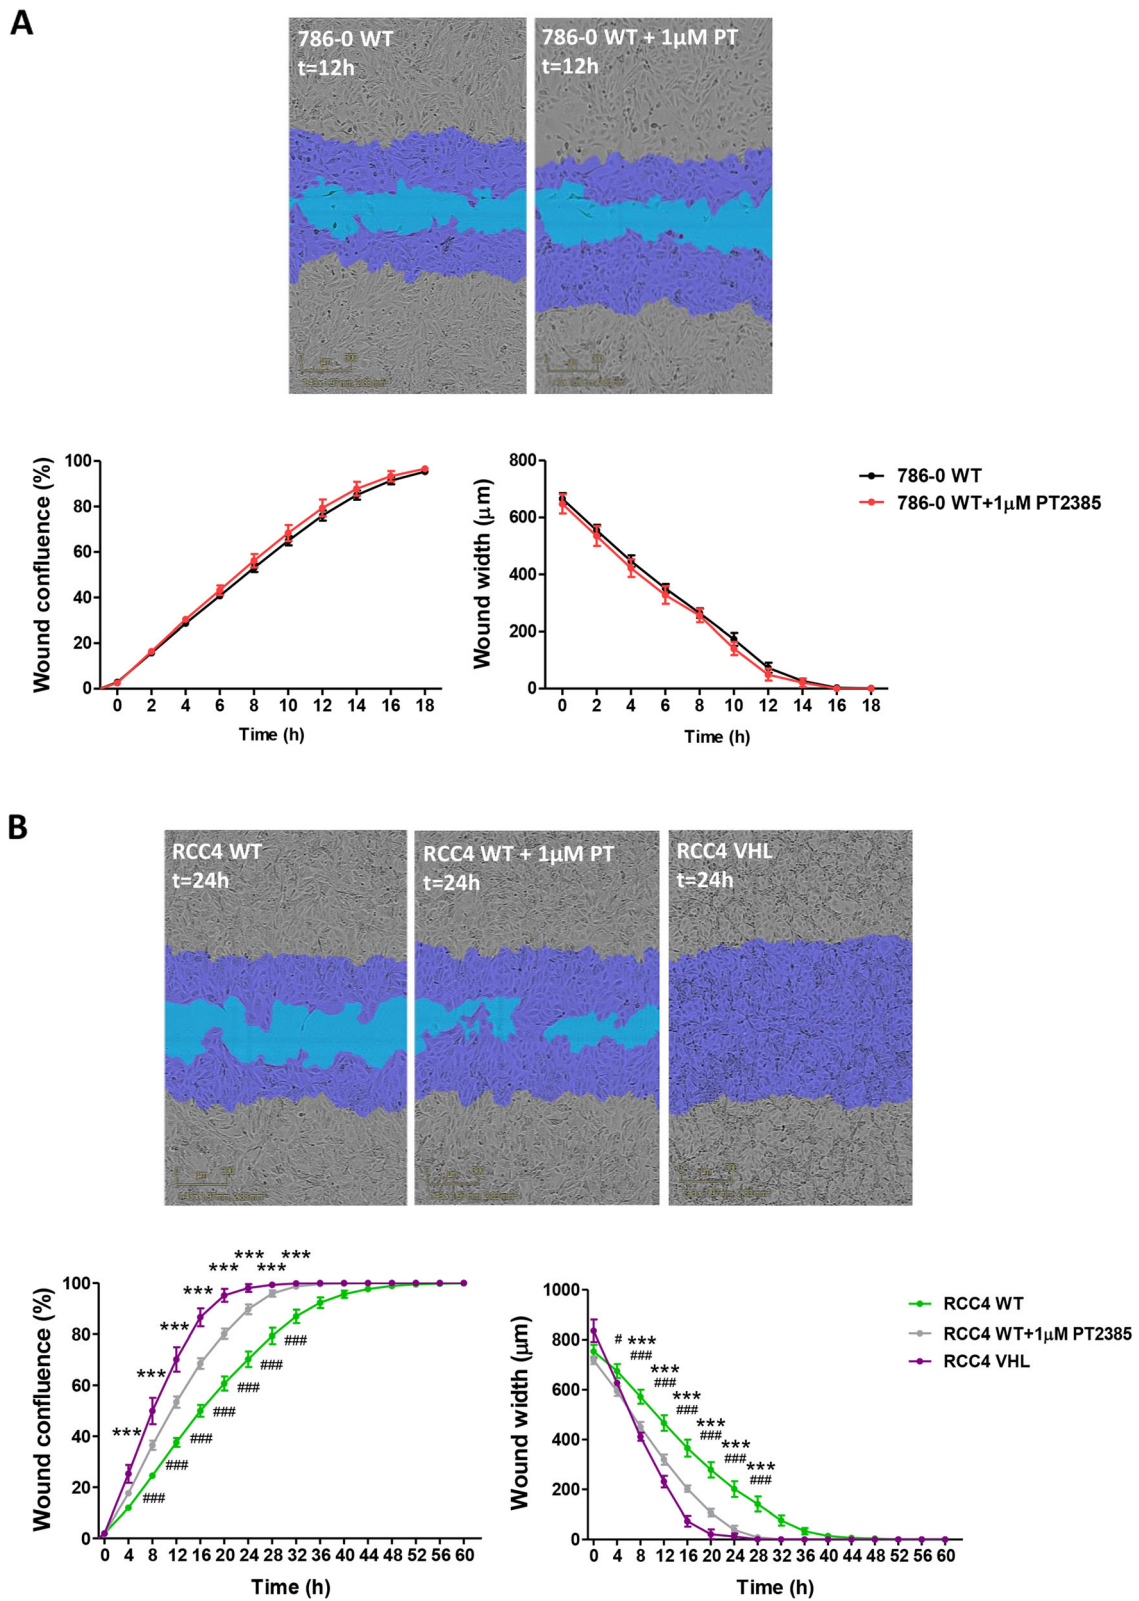 A
786-0 WT
t=12h
786-0 WT + 1µM PT
t=12h
µm
Wound confluence (%)
100
80
60
40
20
0
0 2 4 6 8 10 12 14 16 18
Time (h)
Wound width (µm)
800
600
400
200
0
0 2 4 6 8 10 12 14 16 18
Time (h)
786-0 WT
786-0 WT+1µM PT2385
B
RCC4 WT
t=24h
RCC4 WT + 1µM PT
t=24h
RCC4 VHL
t=24h
µm
µm
µm
Wound confluence (%)
100
80
60
40
20
0
*** *** *** *** *** *** *** ***
### ### ### ### ### ### ###
0 4 8 12 16 20 24 28 32 36 40 44 48 52 56 60
Time (h)
Wound width (µm)
1000
800
600
400
200
0
# *** *** *** *** *** ***
### ### ### ### ### ###
0 4 8 12 16 20 24 28 32 36 40 44 48 52 56 60
Time (h)
RCC4 WT
RCC4 WT+1µM PT2385
RCC4 VHL